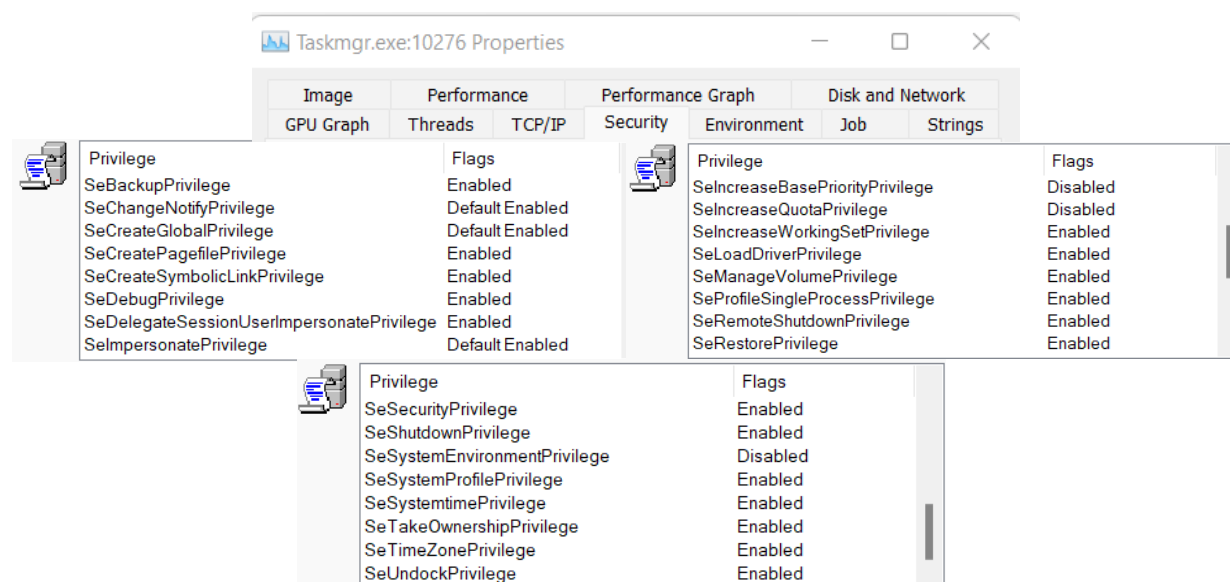 Taskmgr.exe:10276 Properties
Image Performance Performance Graph Disk and Network
GPU Graph Threads TCP/IP Security Environment Job Strings
Privilege Flags
SeBackupPrivilege Enabled
SeChangeNotifyPrivilege Default Enabled
SeCreateGlobalPrivilege Default Enabled
SeCreatePagefilePrivilege Enabled
SeCreateSymbolicLinkPrivilege Enabled
SeDebugPrivilege Enabled
SeDelegateSessionUserImpersonatePrivilege Enabled
SeImpersonatePrivilege Default Enabled
Privilege Flags
SeIncreaseBasePriorityPrivilege Disabled
SeIncreaseQuotaPrivilege Disabled
SeIncreaseWorkingSetPrivilege Enabled
SeLoadDriverPrivilege Enabled
SeManageVolumePrivilege Enabled
SeProfileSingleProcessPrivilege Enabled
SeRemoteShutdownPrivilege Enabled
SeRestorePrivilege Enabled
Privilege Flags
SeSecurityPrivilege Enabled
SeShutdownPrivilege Enabled
SeSystemEnvironmentPrivilege Disabled
SeSystemProfilePrivilege Enabled
SeSystemtimePrivilege Enabled
SeTakeOwnershipPrivilege Enabled
SeTimeZonePrivilege Enabled
SeUndockPrivilege Enabled